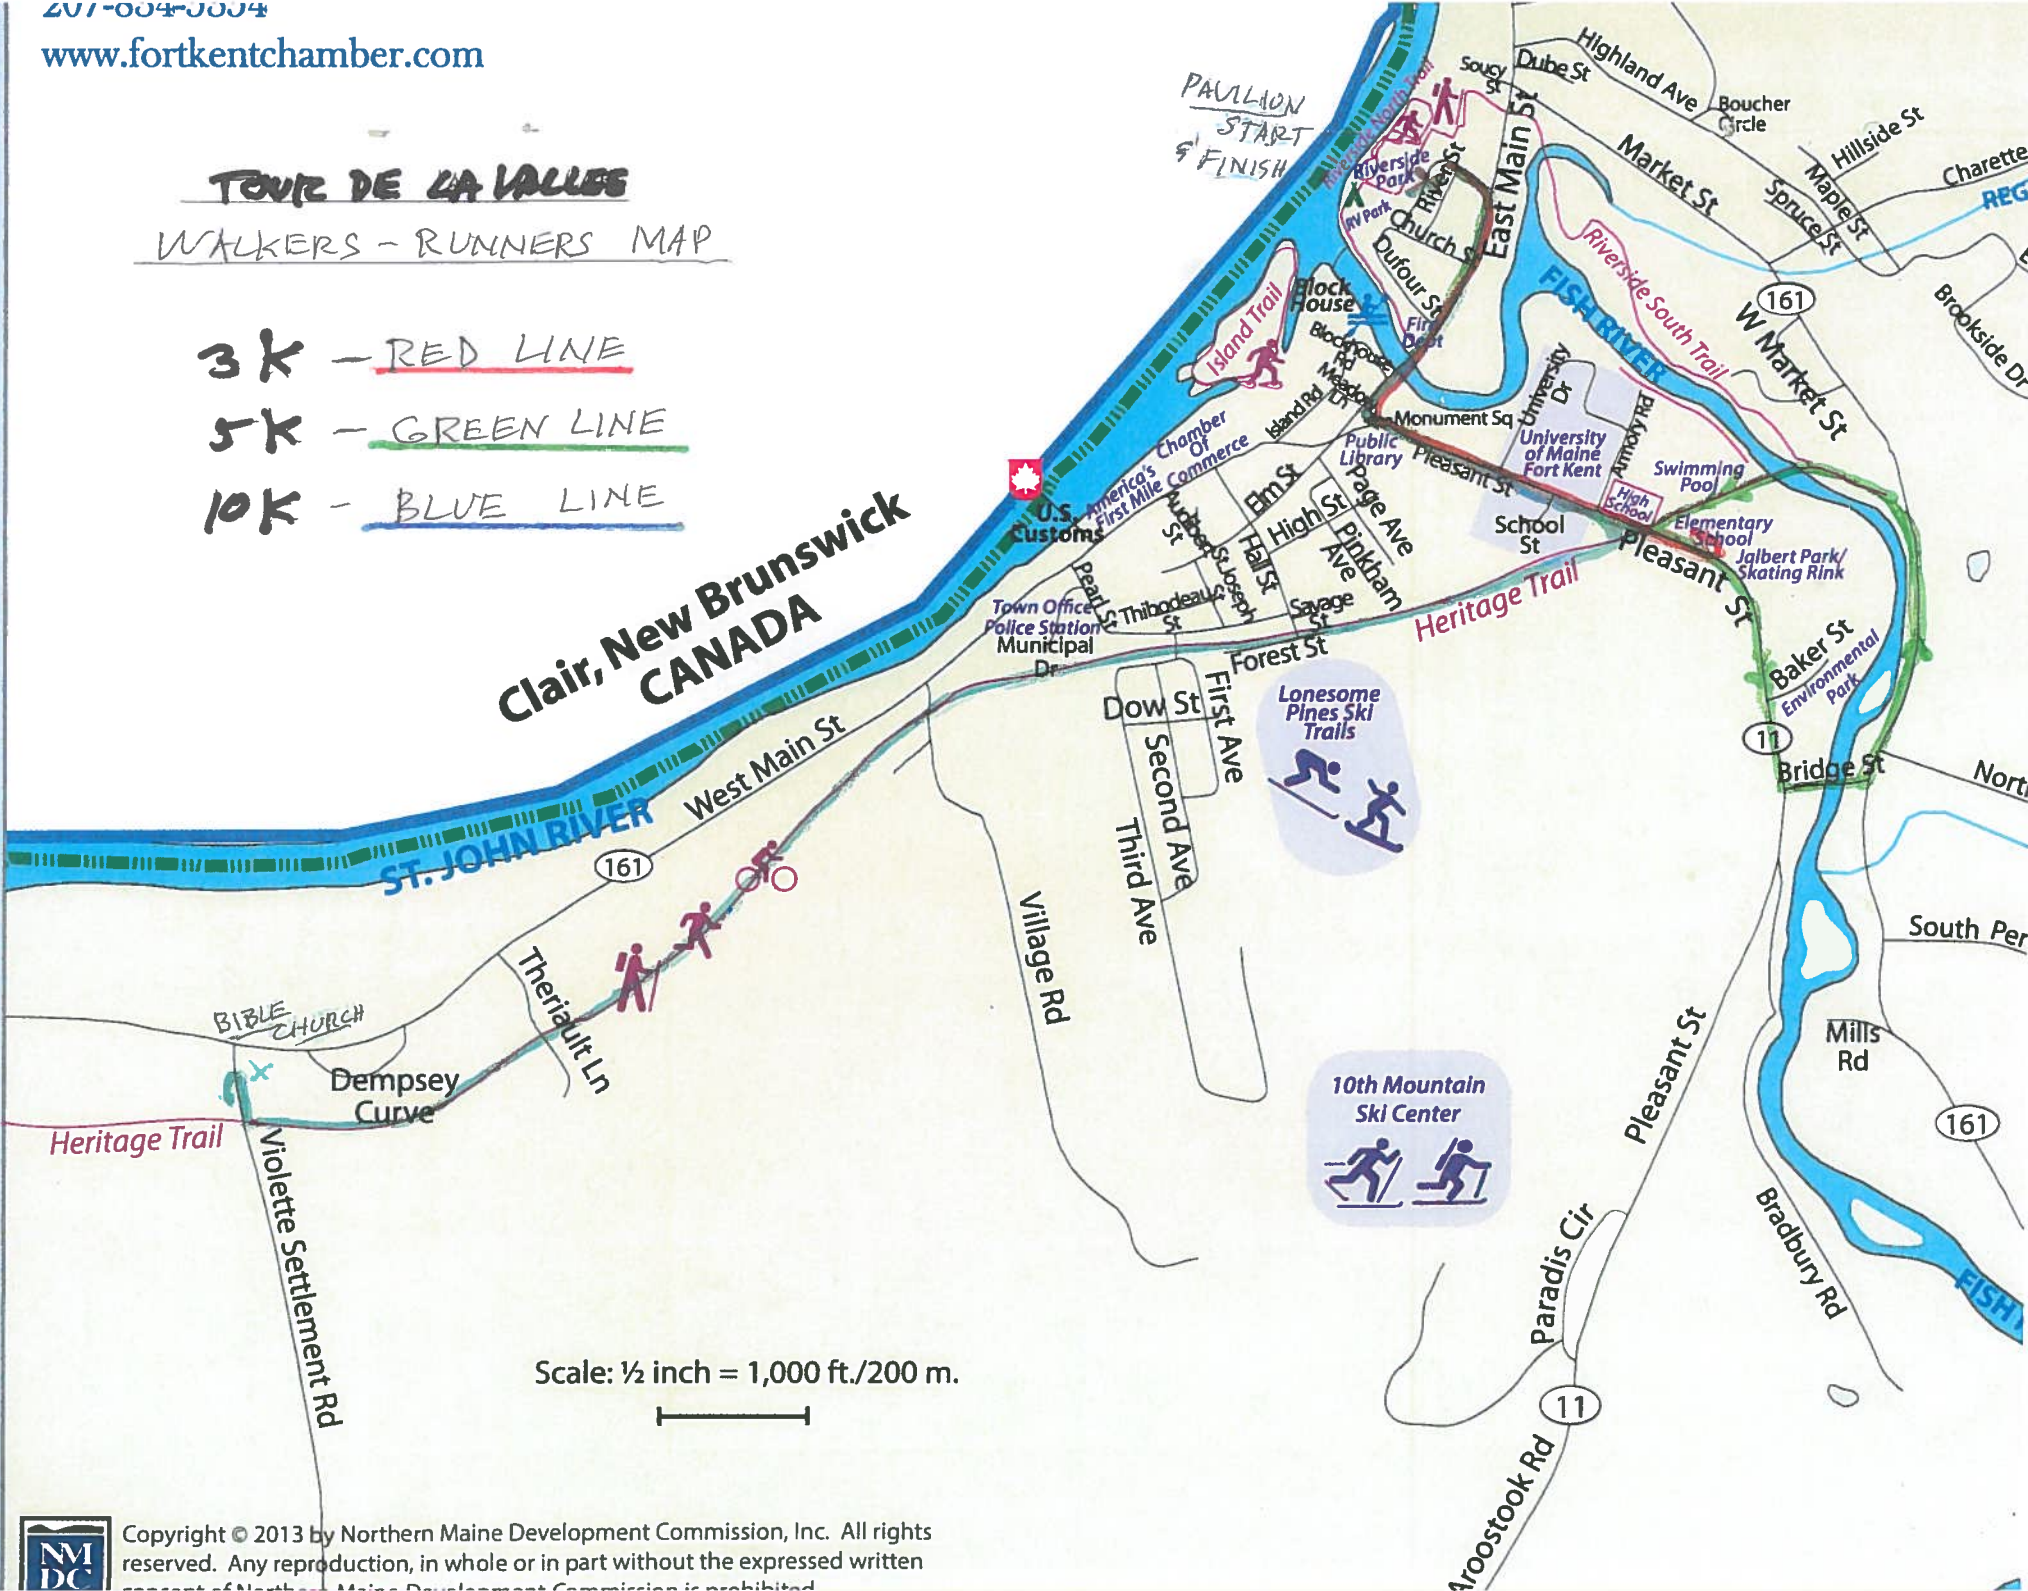 www.fortkentchamber.com
TOUR DE LA VALLEE
WALKERS - RUNNERS MAP
3K - RED LINE
5K - GREEN LINE
10K - BLUE LINE
PAVILION
START
& FINISH
Riverside North Trail
Riverside
Park
RV Park
River St
Church St
Dufour St
East Main St
Soucy
St
Dube St
Highland Ave
Boucher
Circle
Market St
Hillside St
Maple St
Spruce St
Charette
REG
Brookside Dr
161
W Market St
Riverside South Trail
FISH RIVER
Block
House
Blockhouse
Rd
Fire
Dept
Meadow
Ln
Island Trail
Island Rd
Monument Sq
University
Dr
Armory Rd
University
of Maine
Fort Kent
Public
Library
Pleasant St
Swimming
Pool
High
School
School
St
Elementary
School
Jalbert Park/
Skating Rink
Pleasant St
Baker St
Environmental
Park
11
Bridge St
Nort
Chamber
Of
Commerce
America's
First Mile
U.S.
Customs
Clair, New Brunswick
CANADA
Elm St
High St
Page Ave
Pinkham
Ave
Hall St
St Joseph
Audibert
St
Pearl St
Thibodeau
St
Savage
St
Town Office
Police Station
Municipal
Dr
Forest St
Heritage Trail
Dow St
First Ave
Second Ave
Third Ave
Lonesome
Pines Ski
Trails
West Main St
ST. JOHN RIVER
161
Village Rd
Theriault Ln
BIBLE
CHURCH
Dempsey
Curve
Heritage Trail
Violette Settlement Rd
10th Mountain
Ski Center
Pleasant St
South Per
Mills
Rd
161
Bradbury Rd
FISH
Paradis Cir
11
Aroostook Rd
Scale: ½ inch = 1,000 ft./200 m.
NM
DC
Copyright © 2013 by Northern Maine Development Commission, Inc. All rights
reserved. Any reproduction, in whole or in part without the expressed written
consent of Northern Maine Development Commission is prohibited